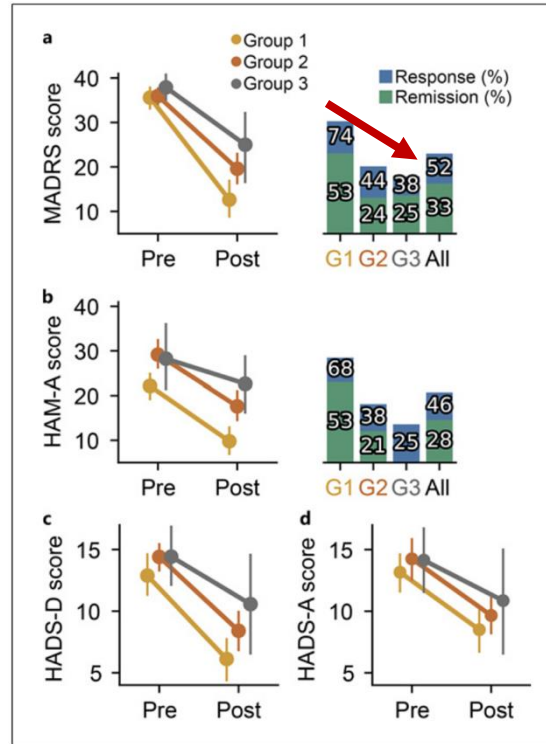 a
Group 1
Group 2
Group 3
MADRS score
40
30
20
10
Pre
Post
Response (%)
Remission (%)
74
53
44
24
38
25
52
33
G1
G2
G3
All
b
HAM-A score
40
30
20
10
Pre
Post
68
53
38
21
25
46
28
G1
G2
G3
All
c
HADS-D score
15
10
5
Pre
Post
d
HADS-A score
15
10
5
Pre
Post